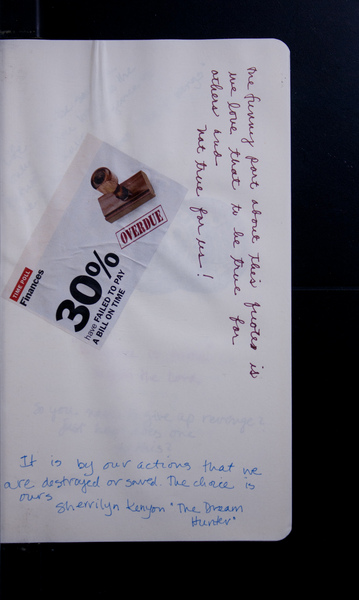 the funny part about this quotes is
we love that to be true for
others and
not true for us!
OVERDUE
TIME POLL
Finances
30%
have FAILED TO PAY
A BILL ON TIME
It is by our actions that we
are destroyed or saved. The choice is
ours
Sherrilyn Kenyon "The Dream
Hunter"